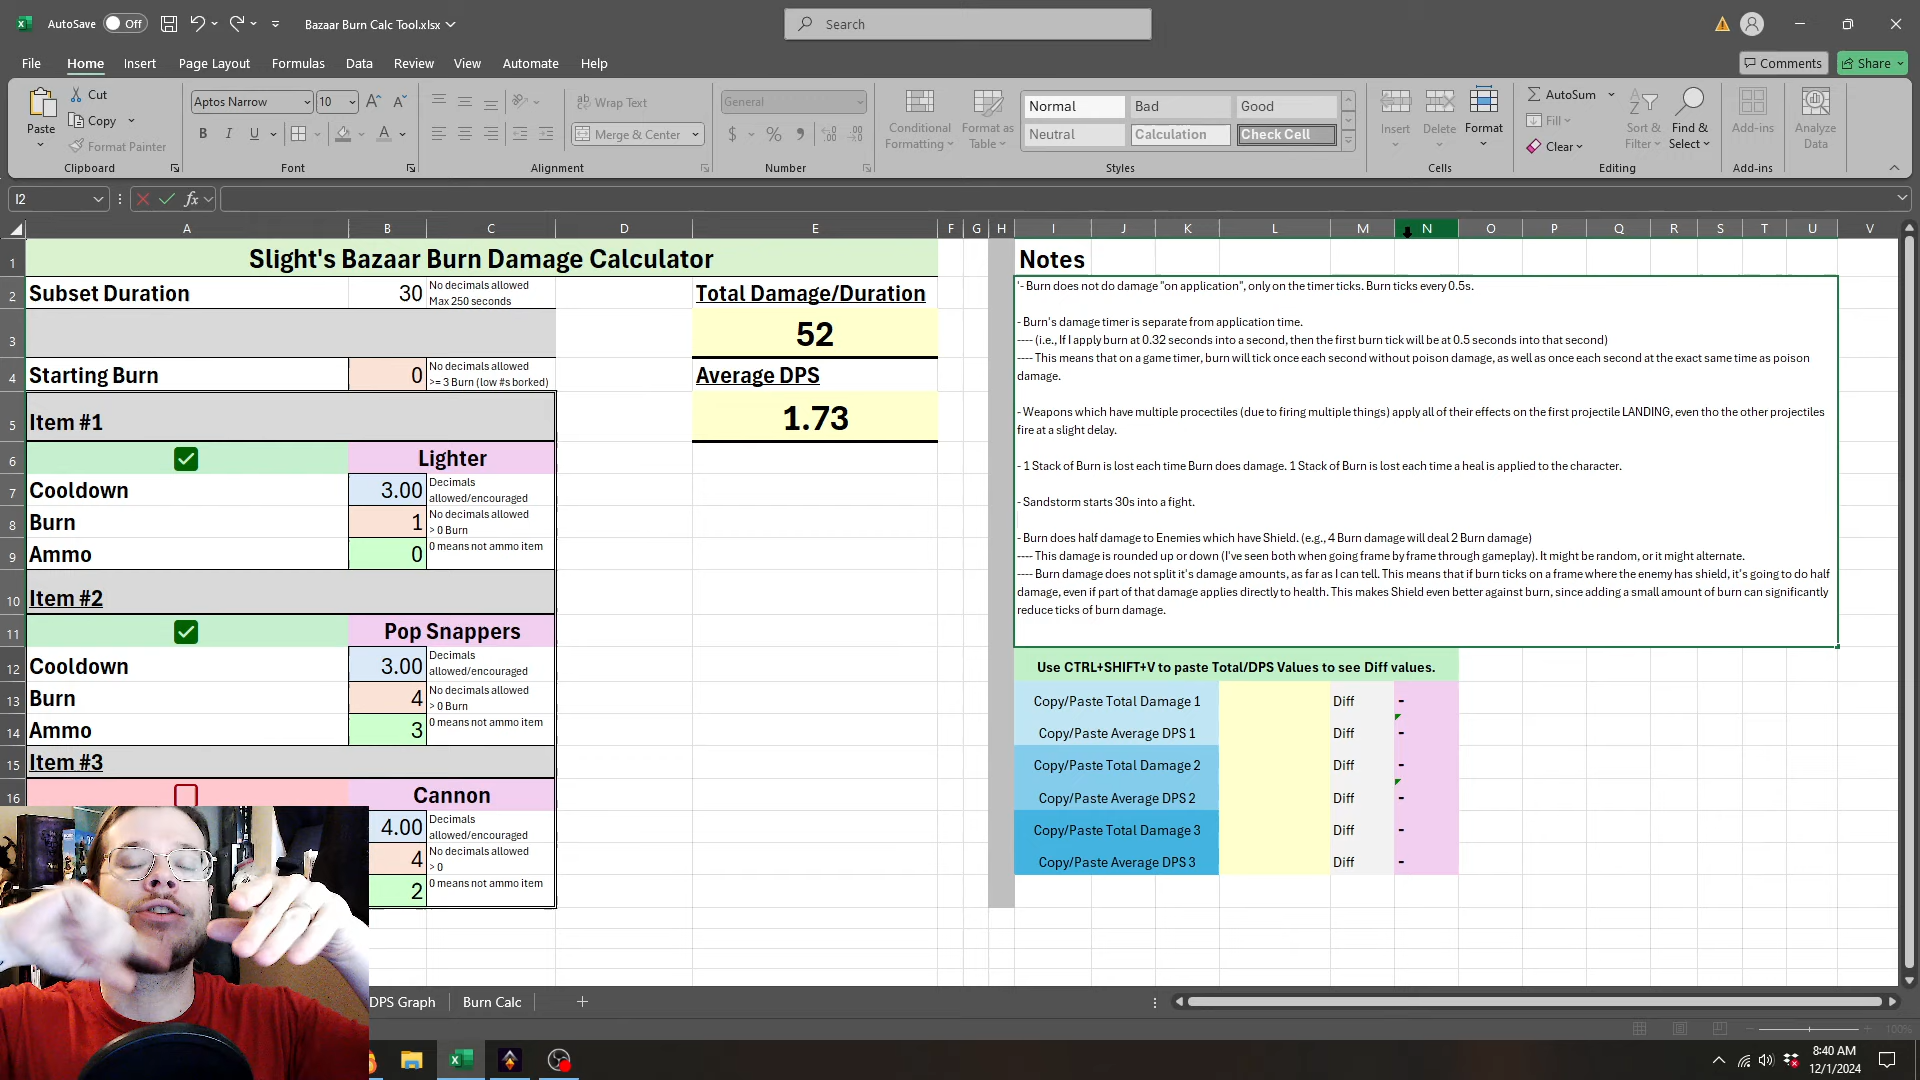 AutoSave Off
Bazaar Burn Calc Tool.xlsx
Search
File Home Insert Page Layout Formulas Data Review View Automate Help
Comments
Share
Paste
Cut
Copy
Format Painter
Clipboard
Aptos Narrow 10
B I U
Font
Wrap Text
Merge & Center
Alignment
General
$ % ,
Number
Conditional Formatting
Format as Table
Normal Bad Good
Neutral Calculation Check Cell
Styles
Insert Delete Format
Cells
AutoSum
Fill
Clear
Sort & Filter
Find & Select
Editing
Add-ins
Add-ins
Analyze Data
I2
fx
A B C D E F G H I J K L M N O P Q R S T U V
1 Slight's Bazaar Burn Damage Calculator
2 Subset Duration 30 No decimals allowed
Max 250 seconds
Total Damage/Duration
3 52
4 Starting Burn 0 No decimals allowed
>= 3 Burn (low #s borked)
Average DPS
5 Item #1
1.73
6 Lighter
7 Cooldown 3.00 Decimals
allowed/encouraged
8 Burn 1 No decimals allowed
> 0 Burn
9 Ammo 0 0 means not ammo item
10 Item #2
11 Pop Snappers
12 Cooldown 3.00 Decimals
allowed/encouraged
13 Burn 4 No decimals allowed
> 0 Burn
14 Ammo 3 0 means not ammo item
15 Item #3
16 Cannon
4.00 Decimals
allowed/encouraged
4 No decimals allowed
> 0
2 0 means not ammo item
Notes
'- Burn does not do damage "on application", only on the timer ticks. Burn ticks every 0.5s.
- Burn's damage timer is separate from application time.
---- (i.e., If I apply burn at 0.32 seconds into a second, then the first burn tick will be at 0.5 seconds into that second)
---- This means that on a game timer, burn will tick once each second without poison damage, as well as once each second at the exact same time as poison
damage.
- Weapons which have multiple procectiles (due to firing multiple things) apply all of their effects on the first projectile LANDING, even tho the other projectiles
fire at a slight delay.
- 1 Stack of Burn is lost each time Burn does damage. 1 Stack of Burn is lost each time a heal is applied to the character.
- Sandstorm starts 30s into a fight.
- Burn does half damage to Enemies which have Shield. (e.g., 4 Burn damage will deal 2 Burn damage)
---- This damage is rounded up or down (I've seen both when going frame by frame through gameplay). It might be random, or it might alternate.
---- Burn damage does not split it's damage amounts, as far as I can tell. This means that if burn ticks on a frame where the enemy has shield, it's going to do half
damage, even if part of that damage applies directly to health. This makes Shield even better against burn, since adding a small amount of burn can significantly
reduce ticks of burn damage.
Use CTRL+SHIFT+V to paste Total/DPS Values to see Diff values.
Copy/Paste Total Damage 1 Diff -
Copy/Paste Average DPS 1 Diff -
Copy/Paste Total Damage 2 Diff -
Copy/Paste Average DPS 2 Diff -
Copy/Paste Total Damage 3 Diff -
Copy/Paste Average DPS 3 Diff -
DPS Graph Burn Calc +
100%
8:40 AM
12/1/2024